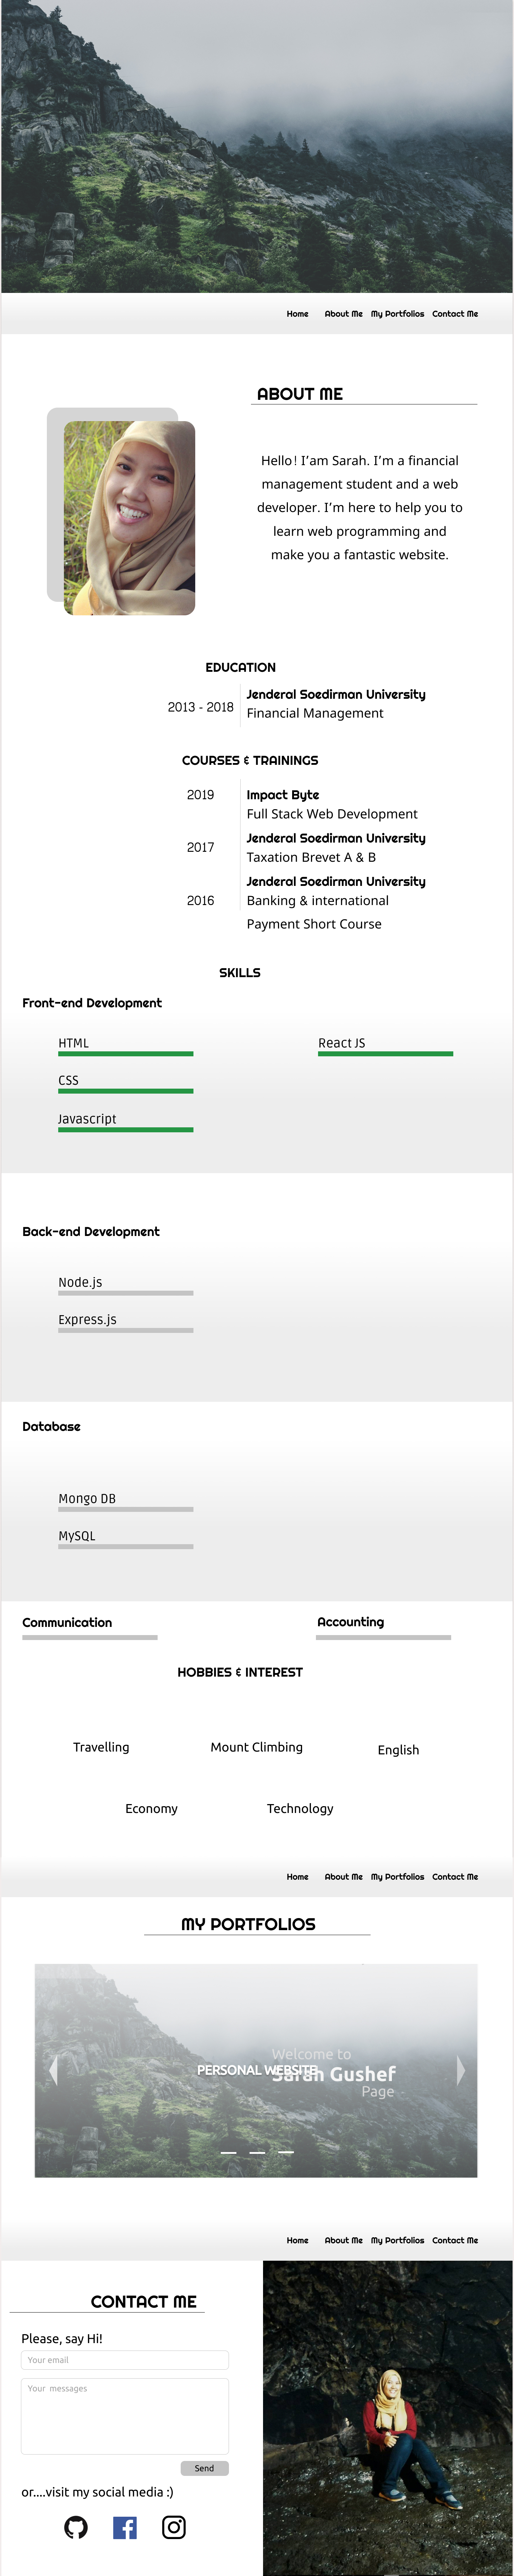 Home About Me My Portfolios Contact Me
ABOUT ME
Hello! I'am Sarah. I'm a financial
management student and a web
developer. I'm here to help you to
learn web programming and
make you a fantastic website.
EDUCATION
2013 - 2018
Jenderal Soedirman University
Financial Management
COURSES & TRAININGS
2019
Impact Byte
Full Stack Web Development
2017
Jenderal Soedirman University
Taxation Brevet A & B
2016
Jenderal Soedirman University
Banking & international
Payment Short Course
SKILLS
Front-end Development
HTML
React JS
CSS
Javascript
Back-end Development
Node.js
Express.js
Database
Mongo DB
MySQL
Communication
Accounting
HOBBIES & INTEREST
Travelling
Mount Climbing
English
Economy
Technology
Home About Me My Portfolios Contact Me
MY PORTFOLIOS
Welcome to
PERSONAL WEBSITE
Sarah Gushef
Page
Home About Me My Portfolios Contact Me
CONTACT ME
Please, say Hi!
Your email
Your messages
Send
or....visit my social media :)